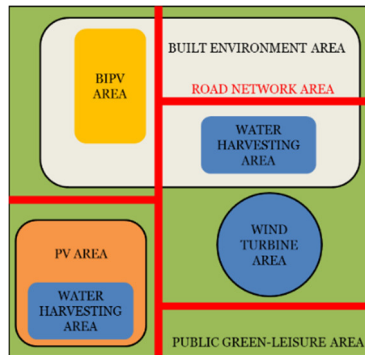 BUILT ENVIRONMENT AREA
BIPV
AREA
ROAD NETWORK AREA
WATER
HARVESTING
AREA
WIND
TURBINE
AREA
PV AREA
WATER
HARVESTING
AREA
PUBLIC GREEN-LEISURE AREA